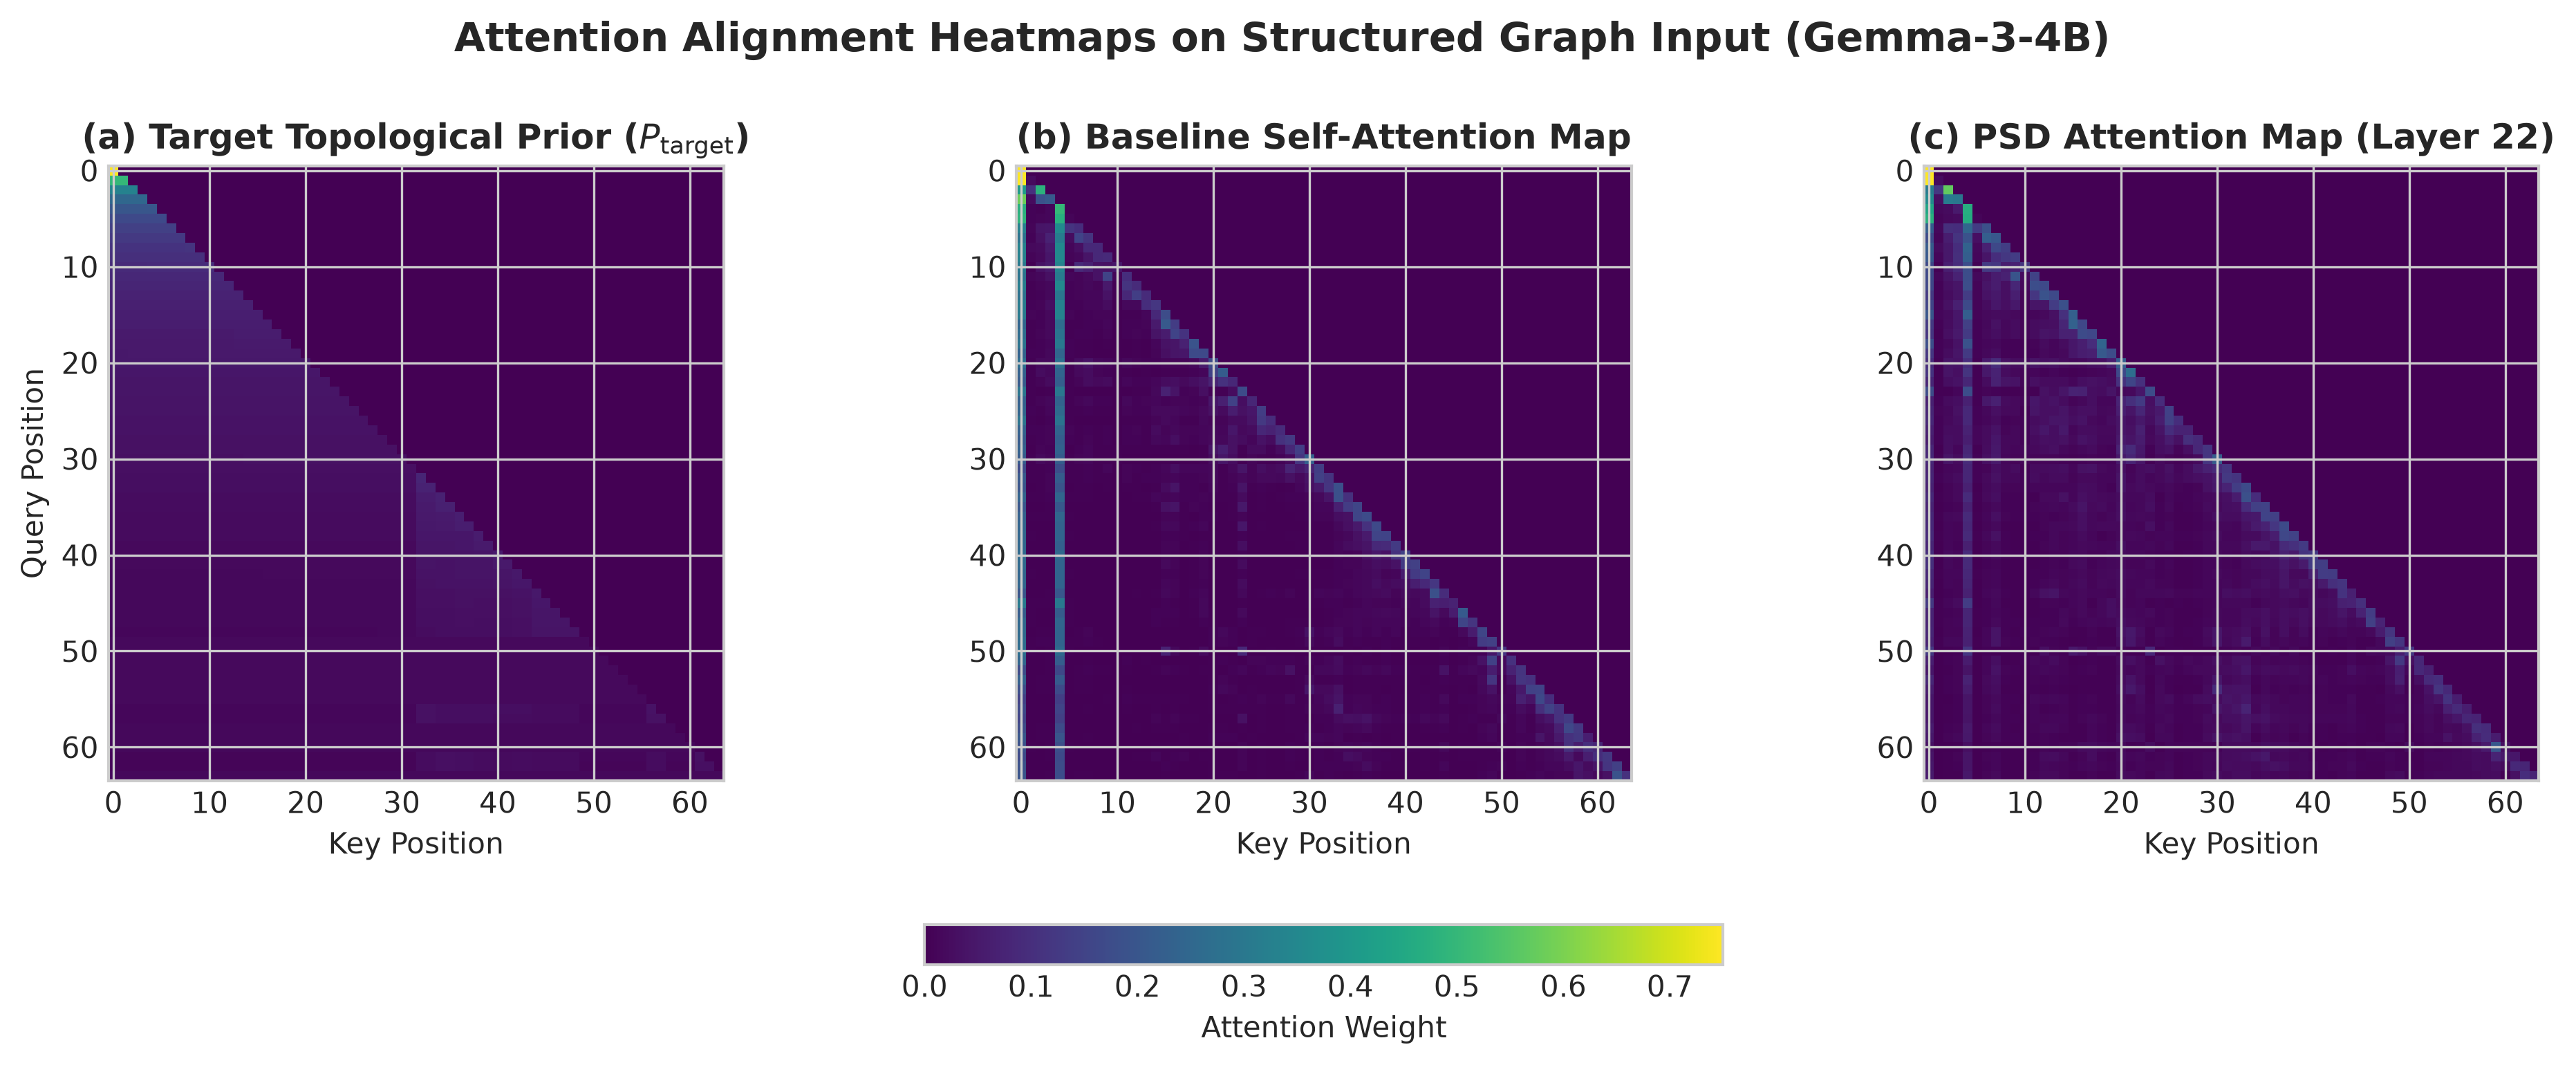 Attention Alignment Heatmaps on Structured Graph Input (Gemma-3-4B)
(a) Target Topological Prior (P_target)
0
10
20
30
40
50
60
Query Position
0 10 20 30 40 50 60
Key Position
(b) Baseline Self-Attention Map
0
10
20
30
40
50
60
0 10 20 30 40 50 60
Key Position
(c) PSD Attention Map (Layer 22)
0
10
20
30
40
50
60
0 10 20 30 40 50 60
Key Position
0.0 0.1 0.2 0.3 0.4 0.5 0.6 0.7
Attention Weight